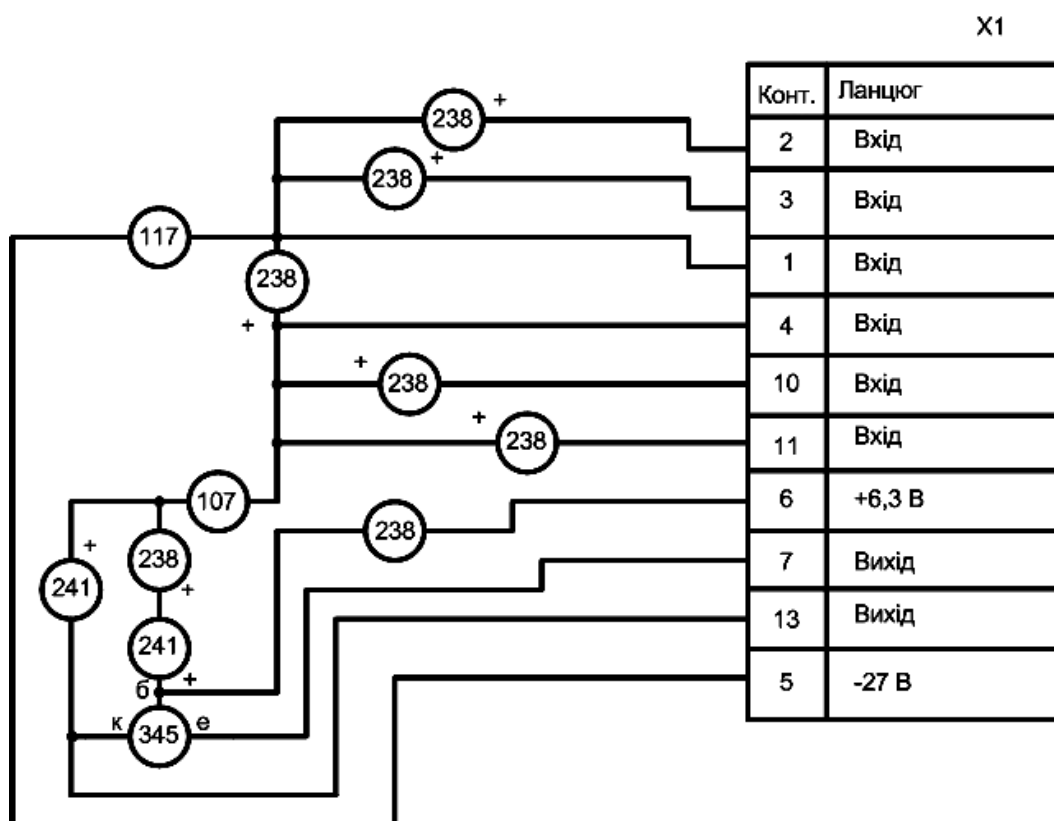 X1
Конт. Ланцюг
238 + 2 Вхід
238 + 3 Вхід
117 1 Вхід
238
+ 4 Вхід
+ 238 10 Вхід
+ 238 11 Вхід
107 6 +6,3 В
238
+ 238 7 Вихід
241 +
241 13 Вихід
б + 5 -27 В
к 345 е